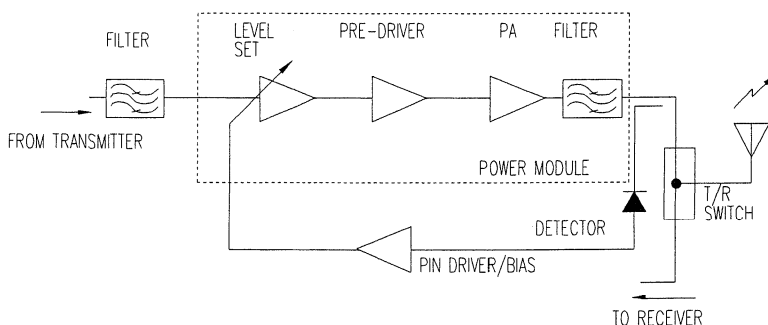 FILTER
LEVEL
SET
PRE-DRIVER
PA
FILTER
FROM TRANSMITTER
POWER MODULE
T/R
SWITCH
DETECTOR
PIN DRIVER/BIAS
TO RECEIVER